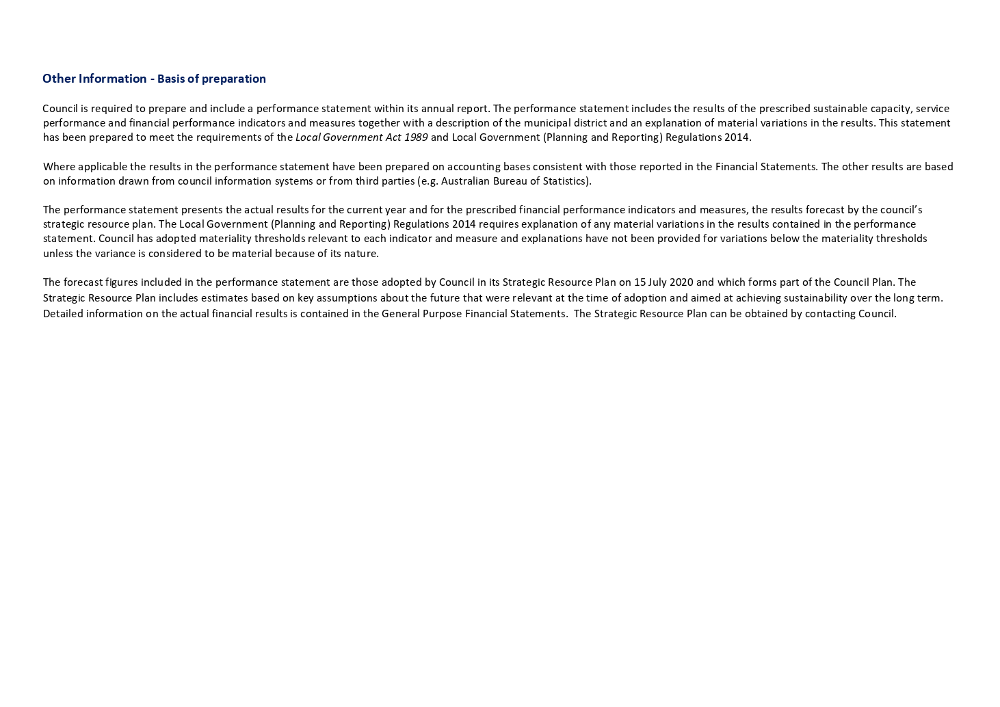 Other Information - Basis of preparation
Council is required to prepare and include a performance statement within its annual report. The performance statement includes the results of the prescribed sustainable capacity, service
performance and financial performance indicators and measures together with a description of the municipal district and an explanation of material variations in the results. This statement
has been prepared to meet the requirements of the Local Government Act 1989 and Local Government (Planning and Reporting) Regulations 2014.
Where applicable the results in the performance statement have been prepared on accounting bases consistent with those reported in the Financial Statements. The other results are based
on information drawn from council information systems or from third parties (e.g. Australian Bureau of Statistics).
The performance statement presents the actual results for the current year and for the prescribed financial performance indicators and measures, the results forecast by the council’s
strategic resource plan. The Local Government (Planning and Reporting) Regulations 2014 requires explanation of any material variations in the results contained in the performance
statement. Council has adopted materiality thresholds relevant to each indicator and measure and explanations have not been provided for variations below the materiality thresholds
unless the variance is considered to be material because of its nature.
The forecast figures included in the performance statement are those adopted by Council in its Strategic Resource Plan on 15 July 2020 and which forms part of the Council Plan. The
Strategic Resource Plan includes estimates based on key assumptions about the future that were relevant at the time of adoption and aimed at achieving sustainability over the long term.
Detailed information on the actual financial results is contained in the General Purpose Financial Statements.  The Strategic Resource Plan can be obtained by contacting Council.